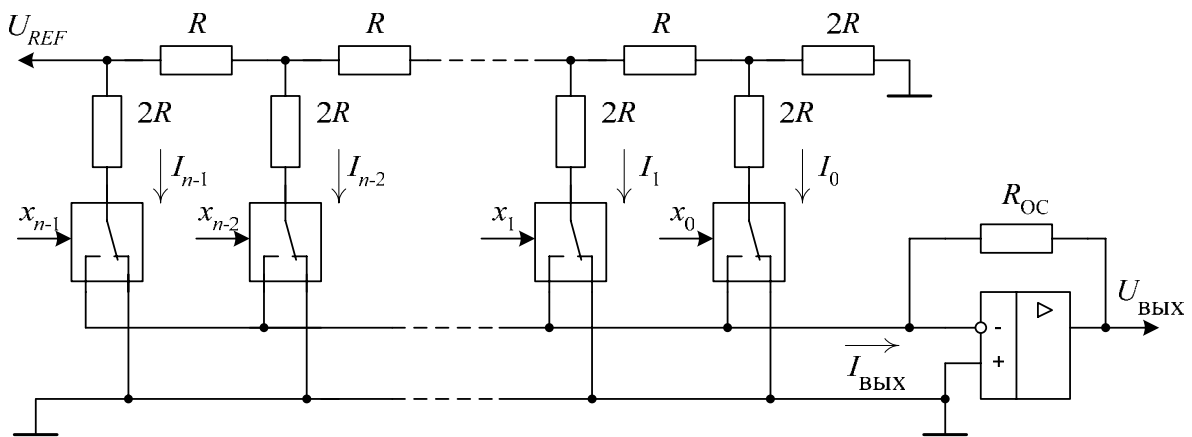 U_REF R R R 2R
2R 2R 2R 2R
I_n-1 I_n-2 I_1 I_0
x_n-1 x_n-2 x_1 x_0 R_ОС
U_ВЫХ
-
+
I_ВЫХ